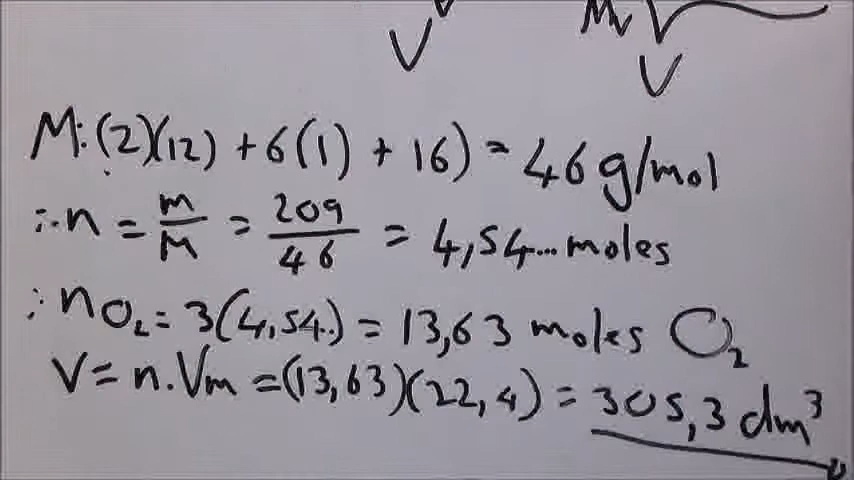 V Mv V
M: (2)(12) + 6(1) + 16) = 46 g/mol
∴ n = m/M = 209/46 = 4,54... moles
∴ nO₂ = 3(4,54..) = 13,63 moles O₂
V = n.Vm = (13,63)(22,4) = 305,3 dm³